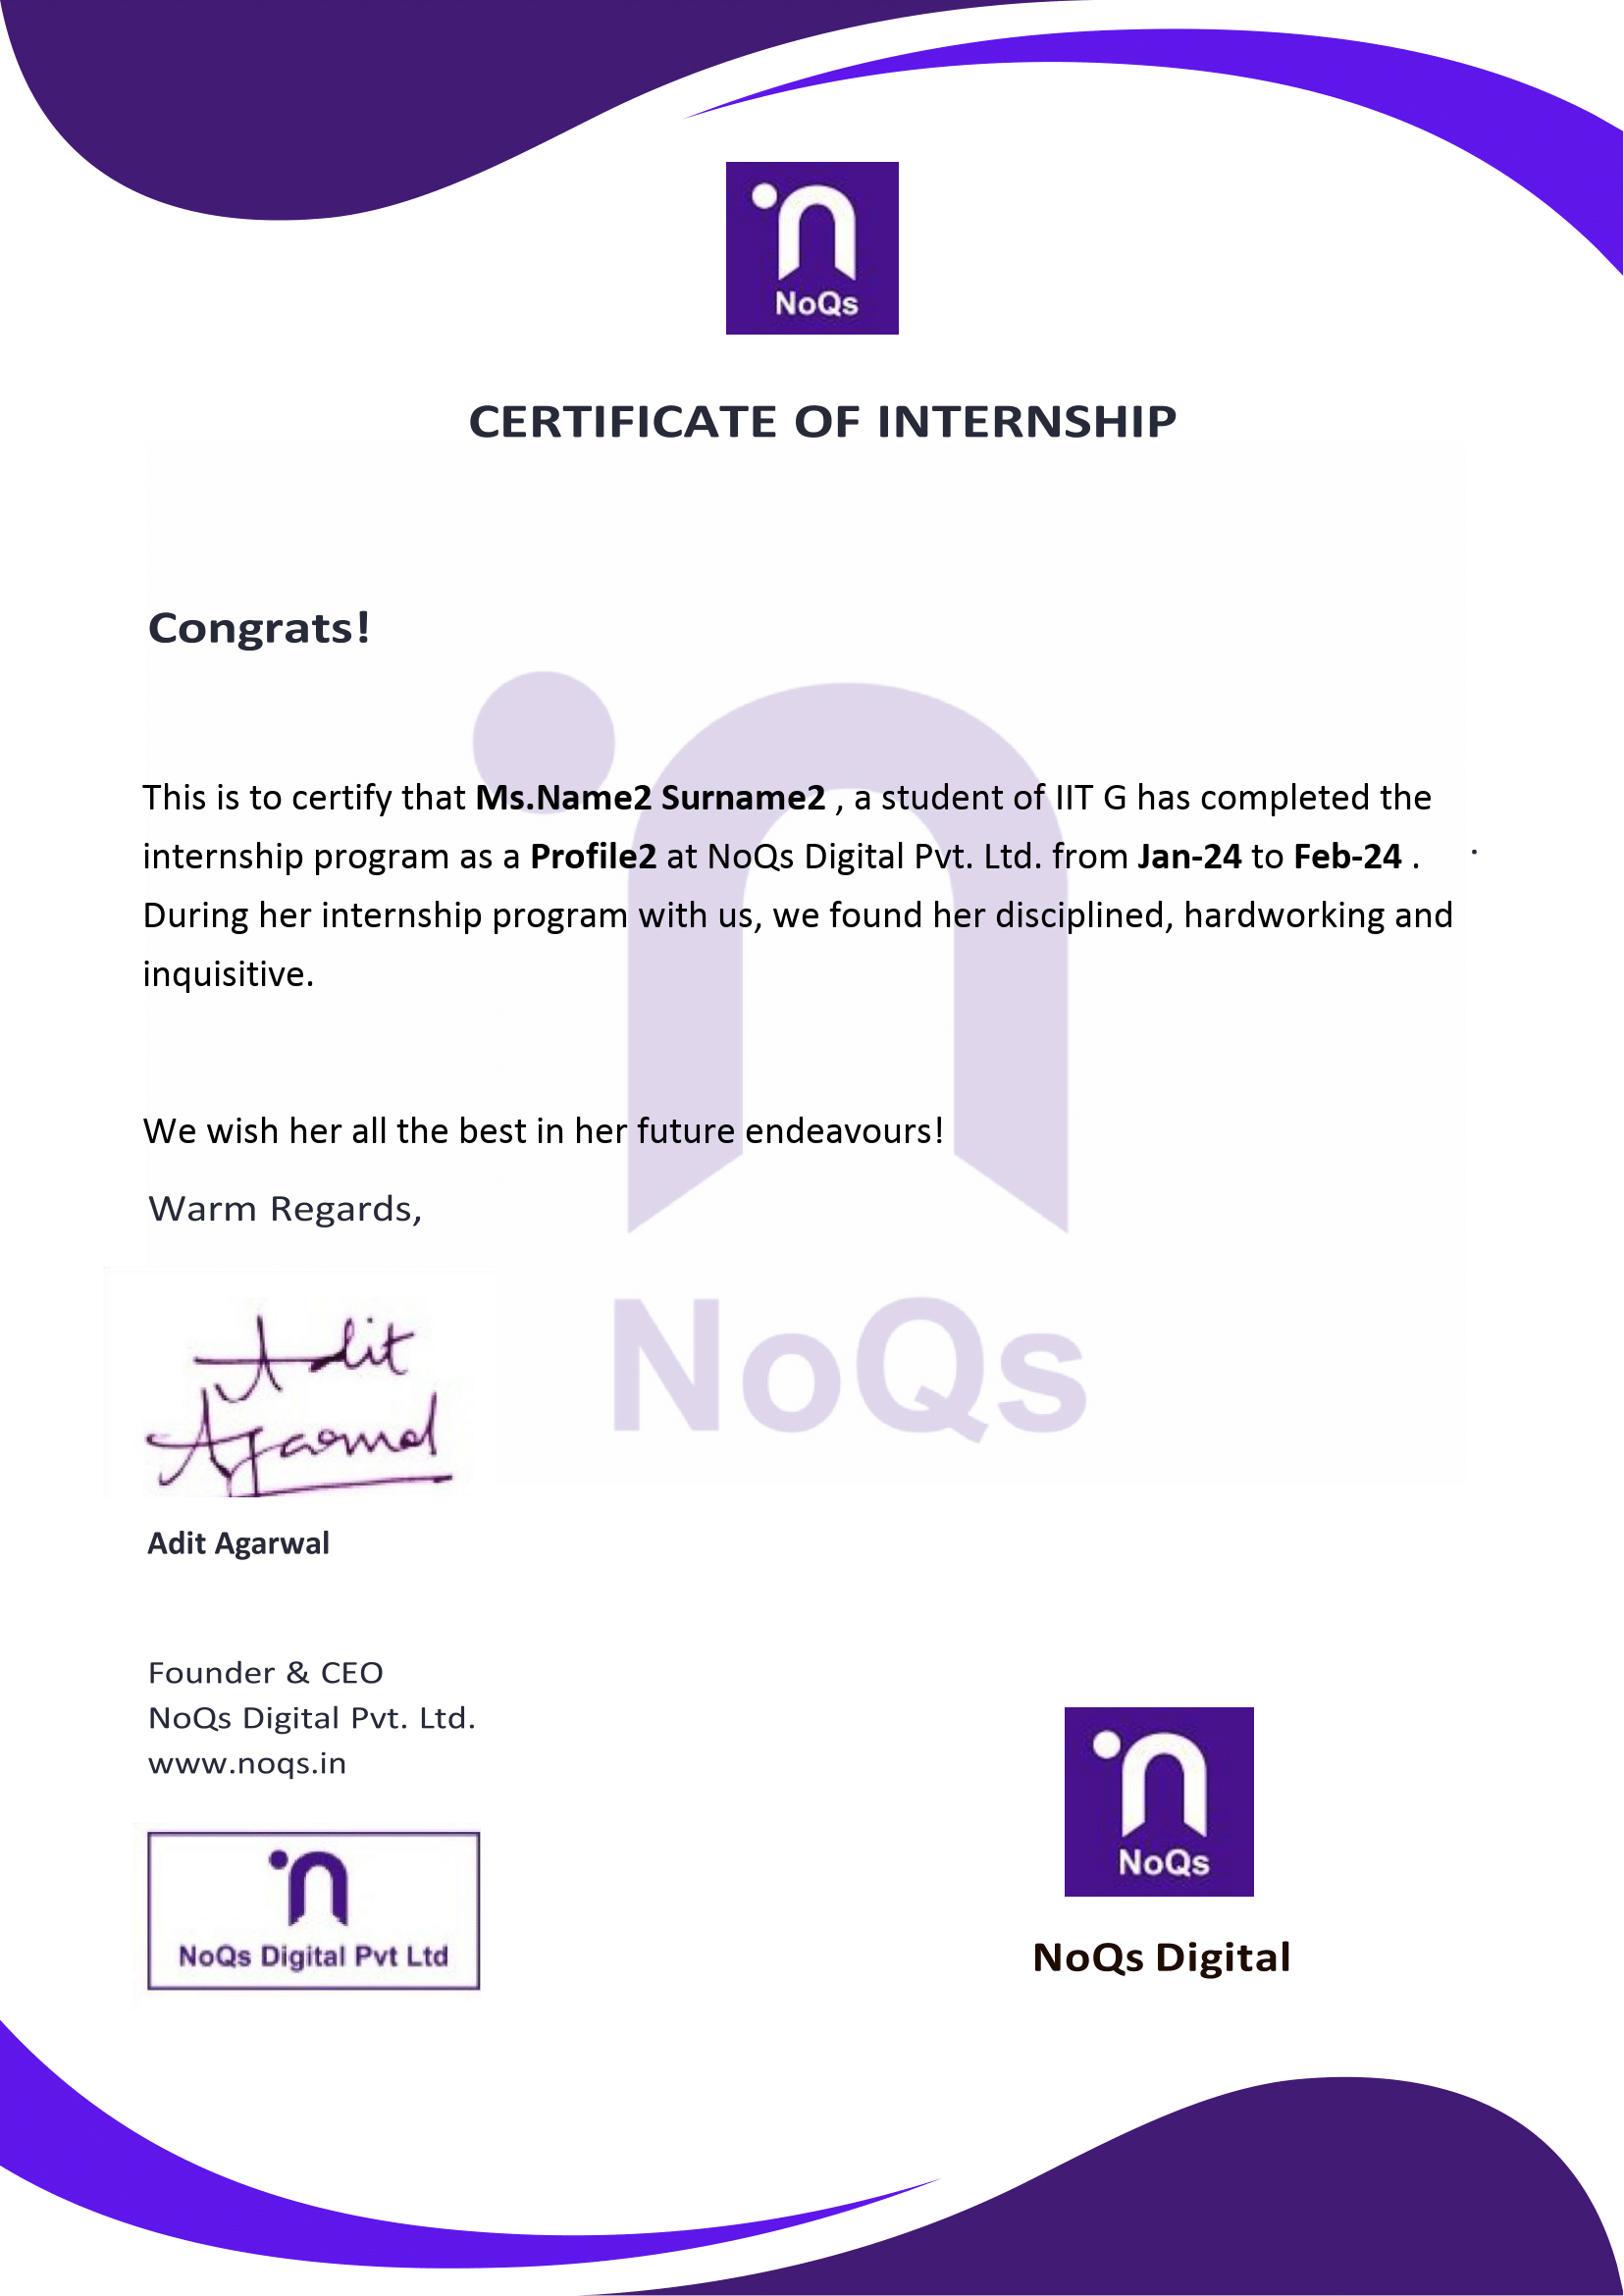 NoQs
CERTIFICATE OF INTERNSHIP
Congrats!
This is to certify that Ms.Name2 Surname2 , a student of IIT G has completed the
internship program as a Profile2 at NoQs Digital Pvt. Ltd. from Jan-24 to Feb-24 .
During her internship program with us, we found her disciplined, hardworking and
inquisitive.
We wish her all the best in her future endeavours!
Warm Regards,
NoQs
Adit
Agarwal
Adit Agarwal
Founder & CEO
NoQs Digital Pvt. Ltd.
www.noqs.in
NoQs Digital Pvt Ltd
NoQs
NoQs Digital